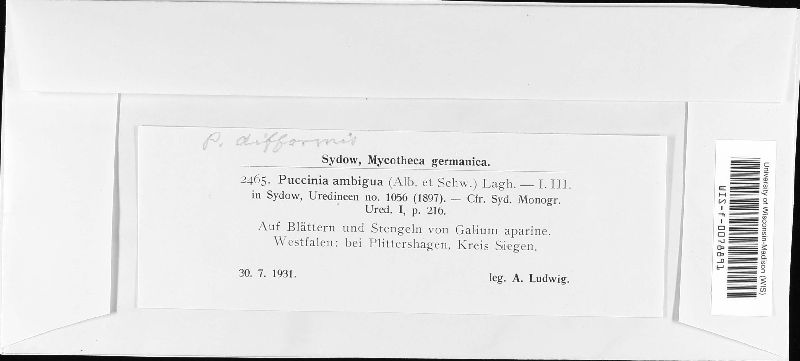 P. difformis
Sydow, Mycotheca germanica.
2465. Puccinia ambigua (Alb. et Schw.) Lagh. — I. III.
in Sydow, Uredineen no. 1056 (1897). — Cfr. Syd. Monogr.
Ured. I, p. 216.
Auf Blättern und Stengeln von Galium aparine.
Westfalen: bei Plittershagen, Kreis Siegen.
30. 7. 1931.
leg. A. Ludwig.
University of Wisconsin-Madison (WIS)
WIS-f-0078891